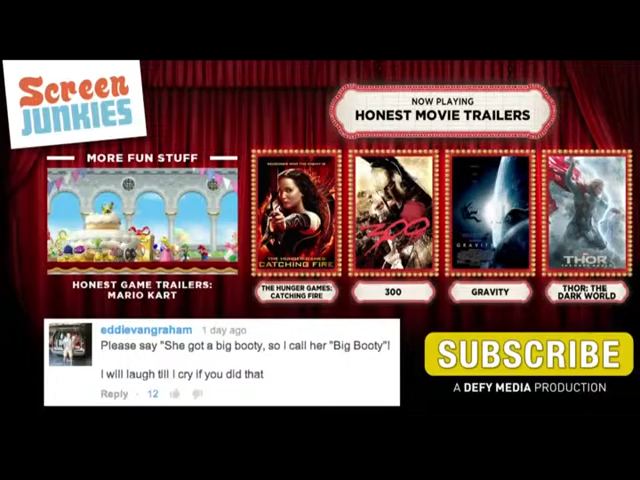 Screen
JUNKIES
NOW PLAYING
HONEST MOVIE TRAILERS
MORE FUN STUFF
THE HUNGER GAMES
CATCHING FIRE
300
GRAVITY
THOR
HONEST GAME TRAILERS:
MARIO KART
THE HUNGER GAMES:
CATCHING FIRE
300
GRAVITY
THOR: THE
DARK WORLD
eddievangraham 1 day ago
Please say "She got a big booty, so I call her "Big Booty"!
I will laugh till I cry if you did that
Reply · 12
SUBSCRIBE
A DEFY MEDIA PRODUCTION